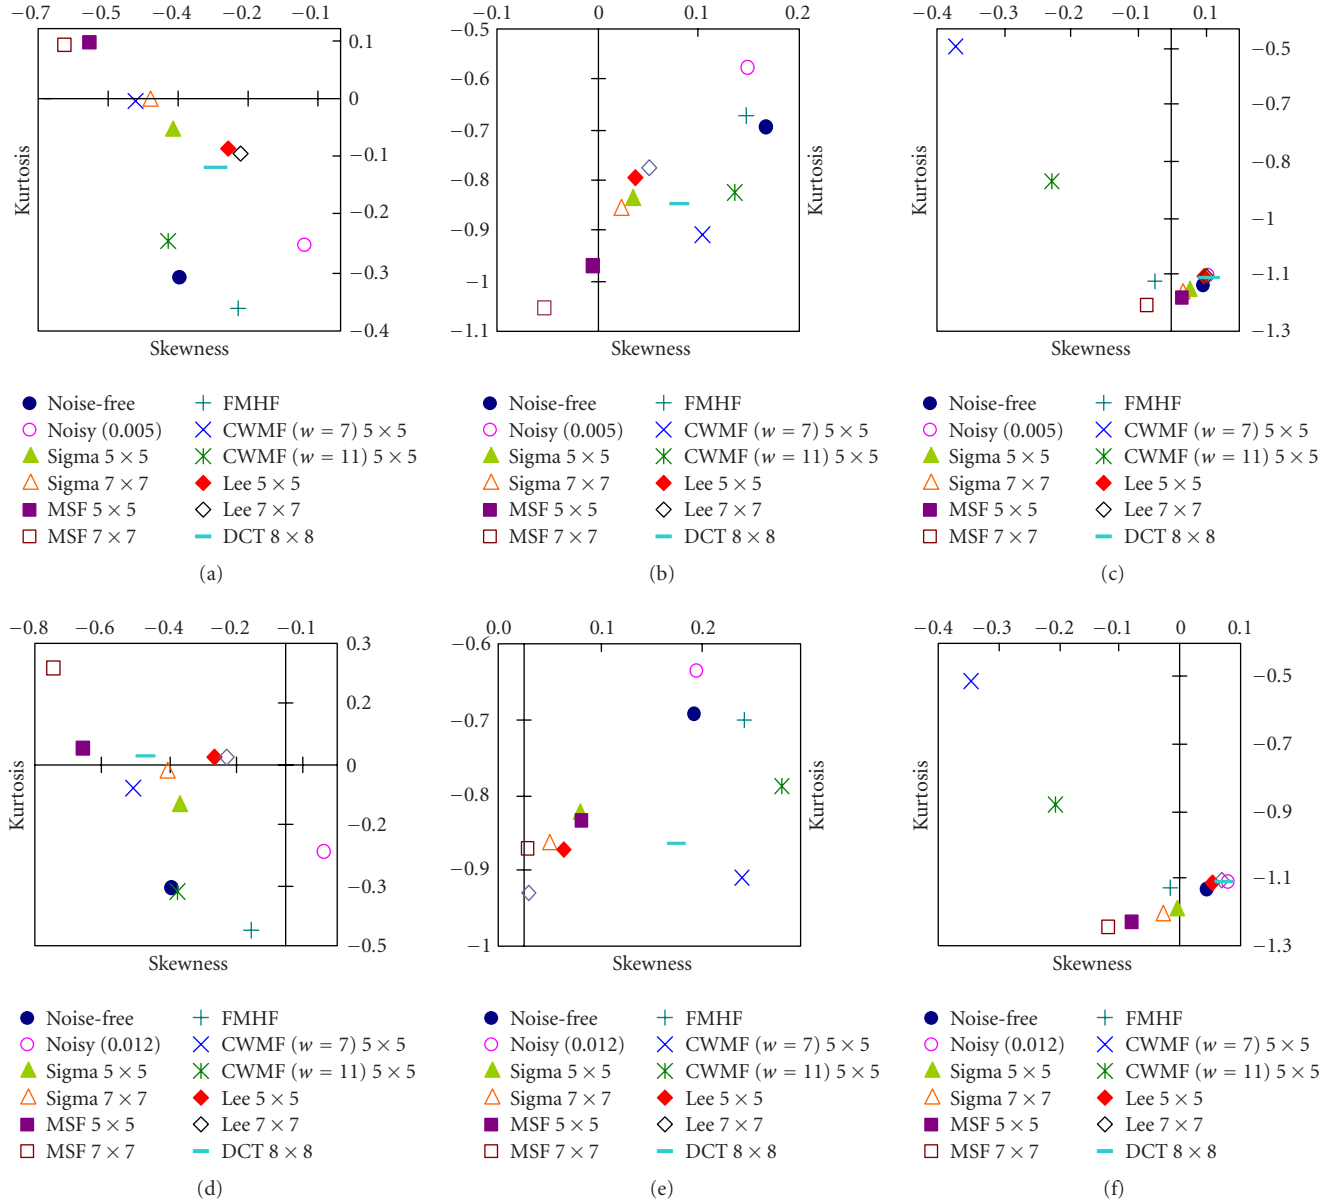 −0.7 −0.4 −0.4 −0.1 −0.1
0.1
0
−0.1
−0.2
−0.3
−0.4
Kurtosis
Skewness
Noise-free FMHF
Noisy (0.005) CWMF (w = 7) 5 × 5
Sigma 5 × 5 CWMF (w = 11) 5 × 5
Sigma 7 × 7 Lee 5 × 5
MSF 5 × 5 Lee 7 × 7
MSF 7 × 7 DCT 8 × 8
(a)
−0.1 0 0.1 0.2
−0.5
−0.6
−0.7
−0.8
−0.9
−1
−1.1
Kurtosis
Skewness
Noise-free FMHF
Noisy (0.005) CWMF (w = 7) 5 × 5
Sigma 5 × 5 CWMF (w = 11) 5 × 5
Sigma 7 × 7 Lee 5 × 5
MSF 5 × 5 Lee 7 × 7
MSF 7 × 7 DCT 8 × 8
(b)
−0.4 −0.3 −0.2 −0.1 0.1
−0.5
−0.7
−0.8
−1
−1.1
−1.3
Kurtosis
Skewness
Noise-free FMHF
Noisy (0.005) CWMF (w = 7) 5 × 5
Sigma 5 × 5 CWMF (w = 11) 5 × 5
Sigma 7 × 7 Lee 5 × 5
MSF 5 × 5 Lee 7 × 7
MSF 7 × 7 DCT 8 × 8
(c)
−0.8 −0.6 −0.4 −0.2 −0.1
0.3
0.2
0
−0.2
−0.3
−0.5
Kurtosis
Skewness
Noise-free FMHF
Noisy (0.012) CWMF (w = 7) 5 × 5
Sigma 5 × 5 CWMF (w = 11) 5 × 5
Sigma 7 × 7 Lee 5 × 5
MSF 5 × 5 Lee 7 × 7
MSF 7 × 7 DCT 8 × 8
(d)
0.0 0.1 0.2
−0.6
−0.7
−0.8
−0.9
−1
Kurtosis
Skewness
Noise-free FMHF
Noisy (0.012) CWMF (w = 7) 5 × 5
Sigma 5 × 5 CWMF (w = 11) 5 × 5
Sigma 7 × 7 Lee 5 × 5
MSF 5 × 5 Lee 7 × 7
MSF 7 × 7 DCT 8 × 8
(e)
−0.4 −0.3 −0.2 −0.1 0 0.1
−0.5
−0.7
−0.9
−1.1
−1.3
Kurtosis
Skewness
Noise-free FMHF
Noisy (0.012) CWMF (w = 7) 5 × 5
Sigma 5 × 5 CWMF (w = 11) 5 × 5
Sigma 7 × 7 Lee 5 × 5
MSF 5 × 5 Lee 7 × 7
MSF 7 × 7 DCT 8 × 8
(f)